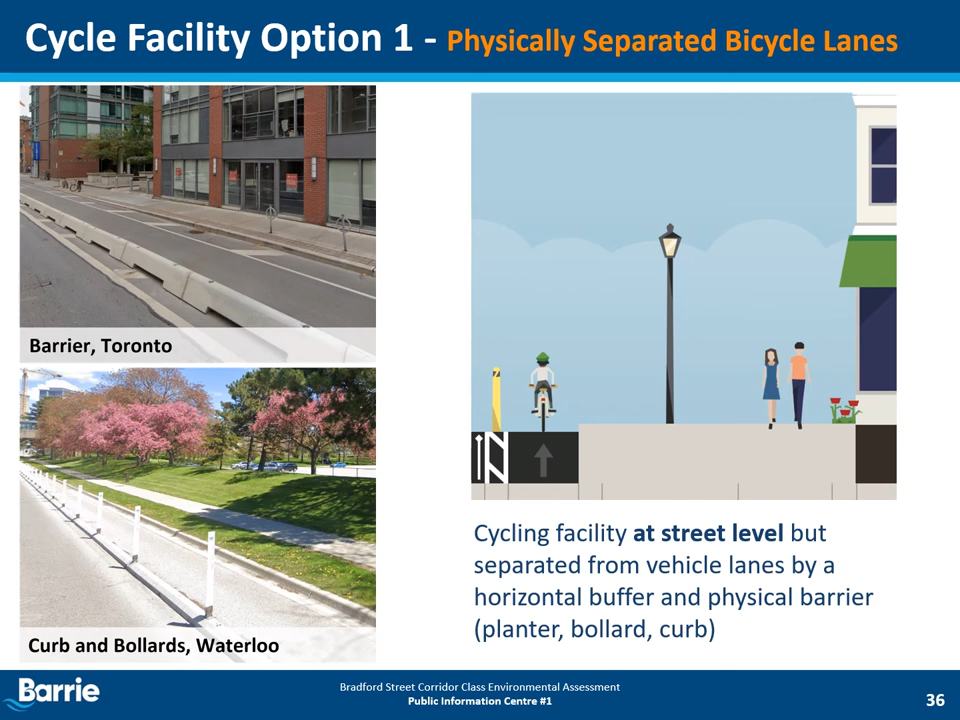 Cycle Facility Option 1 - Physically Separated Bicycle Lanes
Barrier, Toronto
Curb and Bollards, Waterloo
Cycling facility at street level but
separated from vehicle lanes by a
horizontal buffer and physical barrier
(planter, bollard, curb)
Barrie
Bradford Street Corridor Class Environmental Assessment
Public Information Centre #1
36